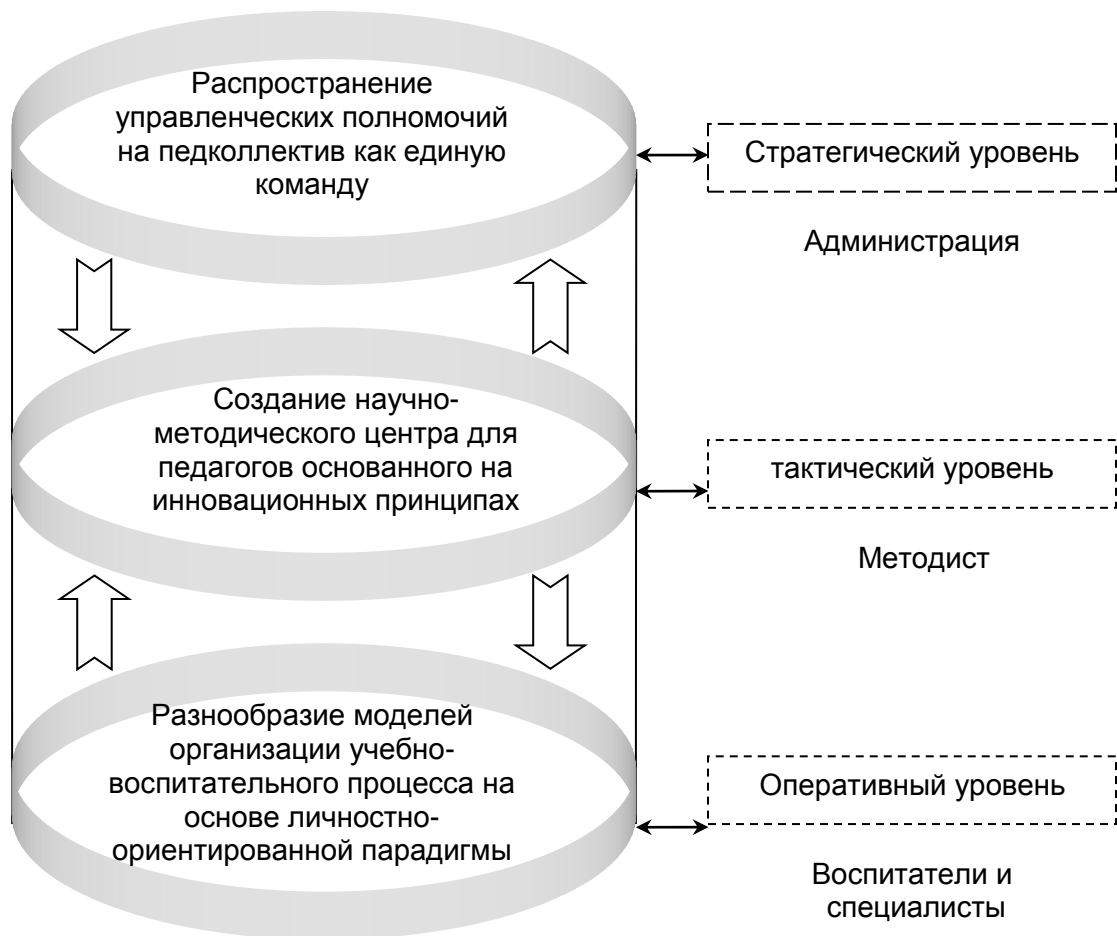 Распространение
управленческих полномочий
на педколлектив как единую
команду
Стратегический уровень
Администрация
Создание научно-
методического центра для
педагогов основанного на
инновационных принципах
тактический уровень
Методист
Разнообразие моделей
организации учебно-
воспитательного процесса на
основе личностно-
ориентированной парадигмы
Оперативный уровень
Воспитатели и
специалисты